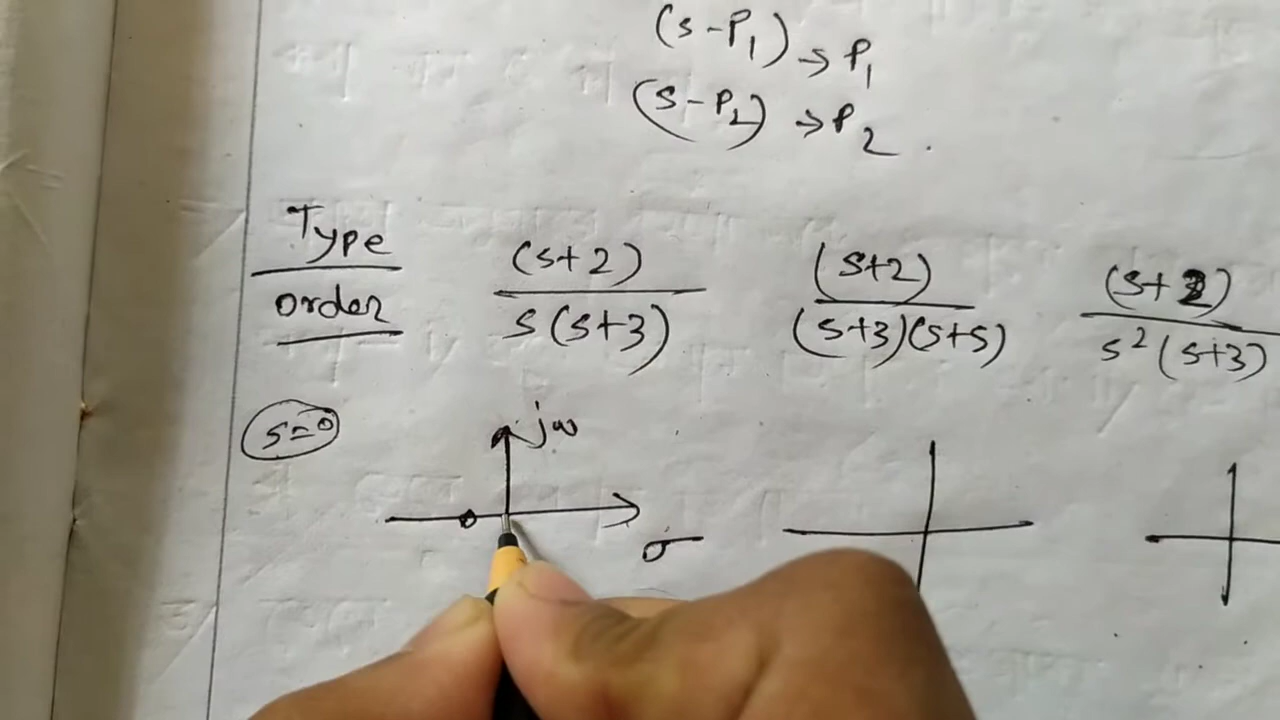 (s-P₁) → P₁
(s-P₂) → P₂ .
Type
order
(s+2)
s(s+3)
(s+2)
(s+3)(s+5)
(s+2)
s²(s+3)
s=0
jω
σ